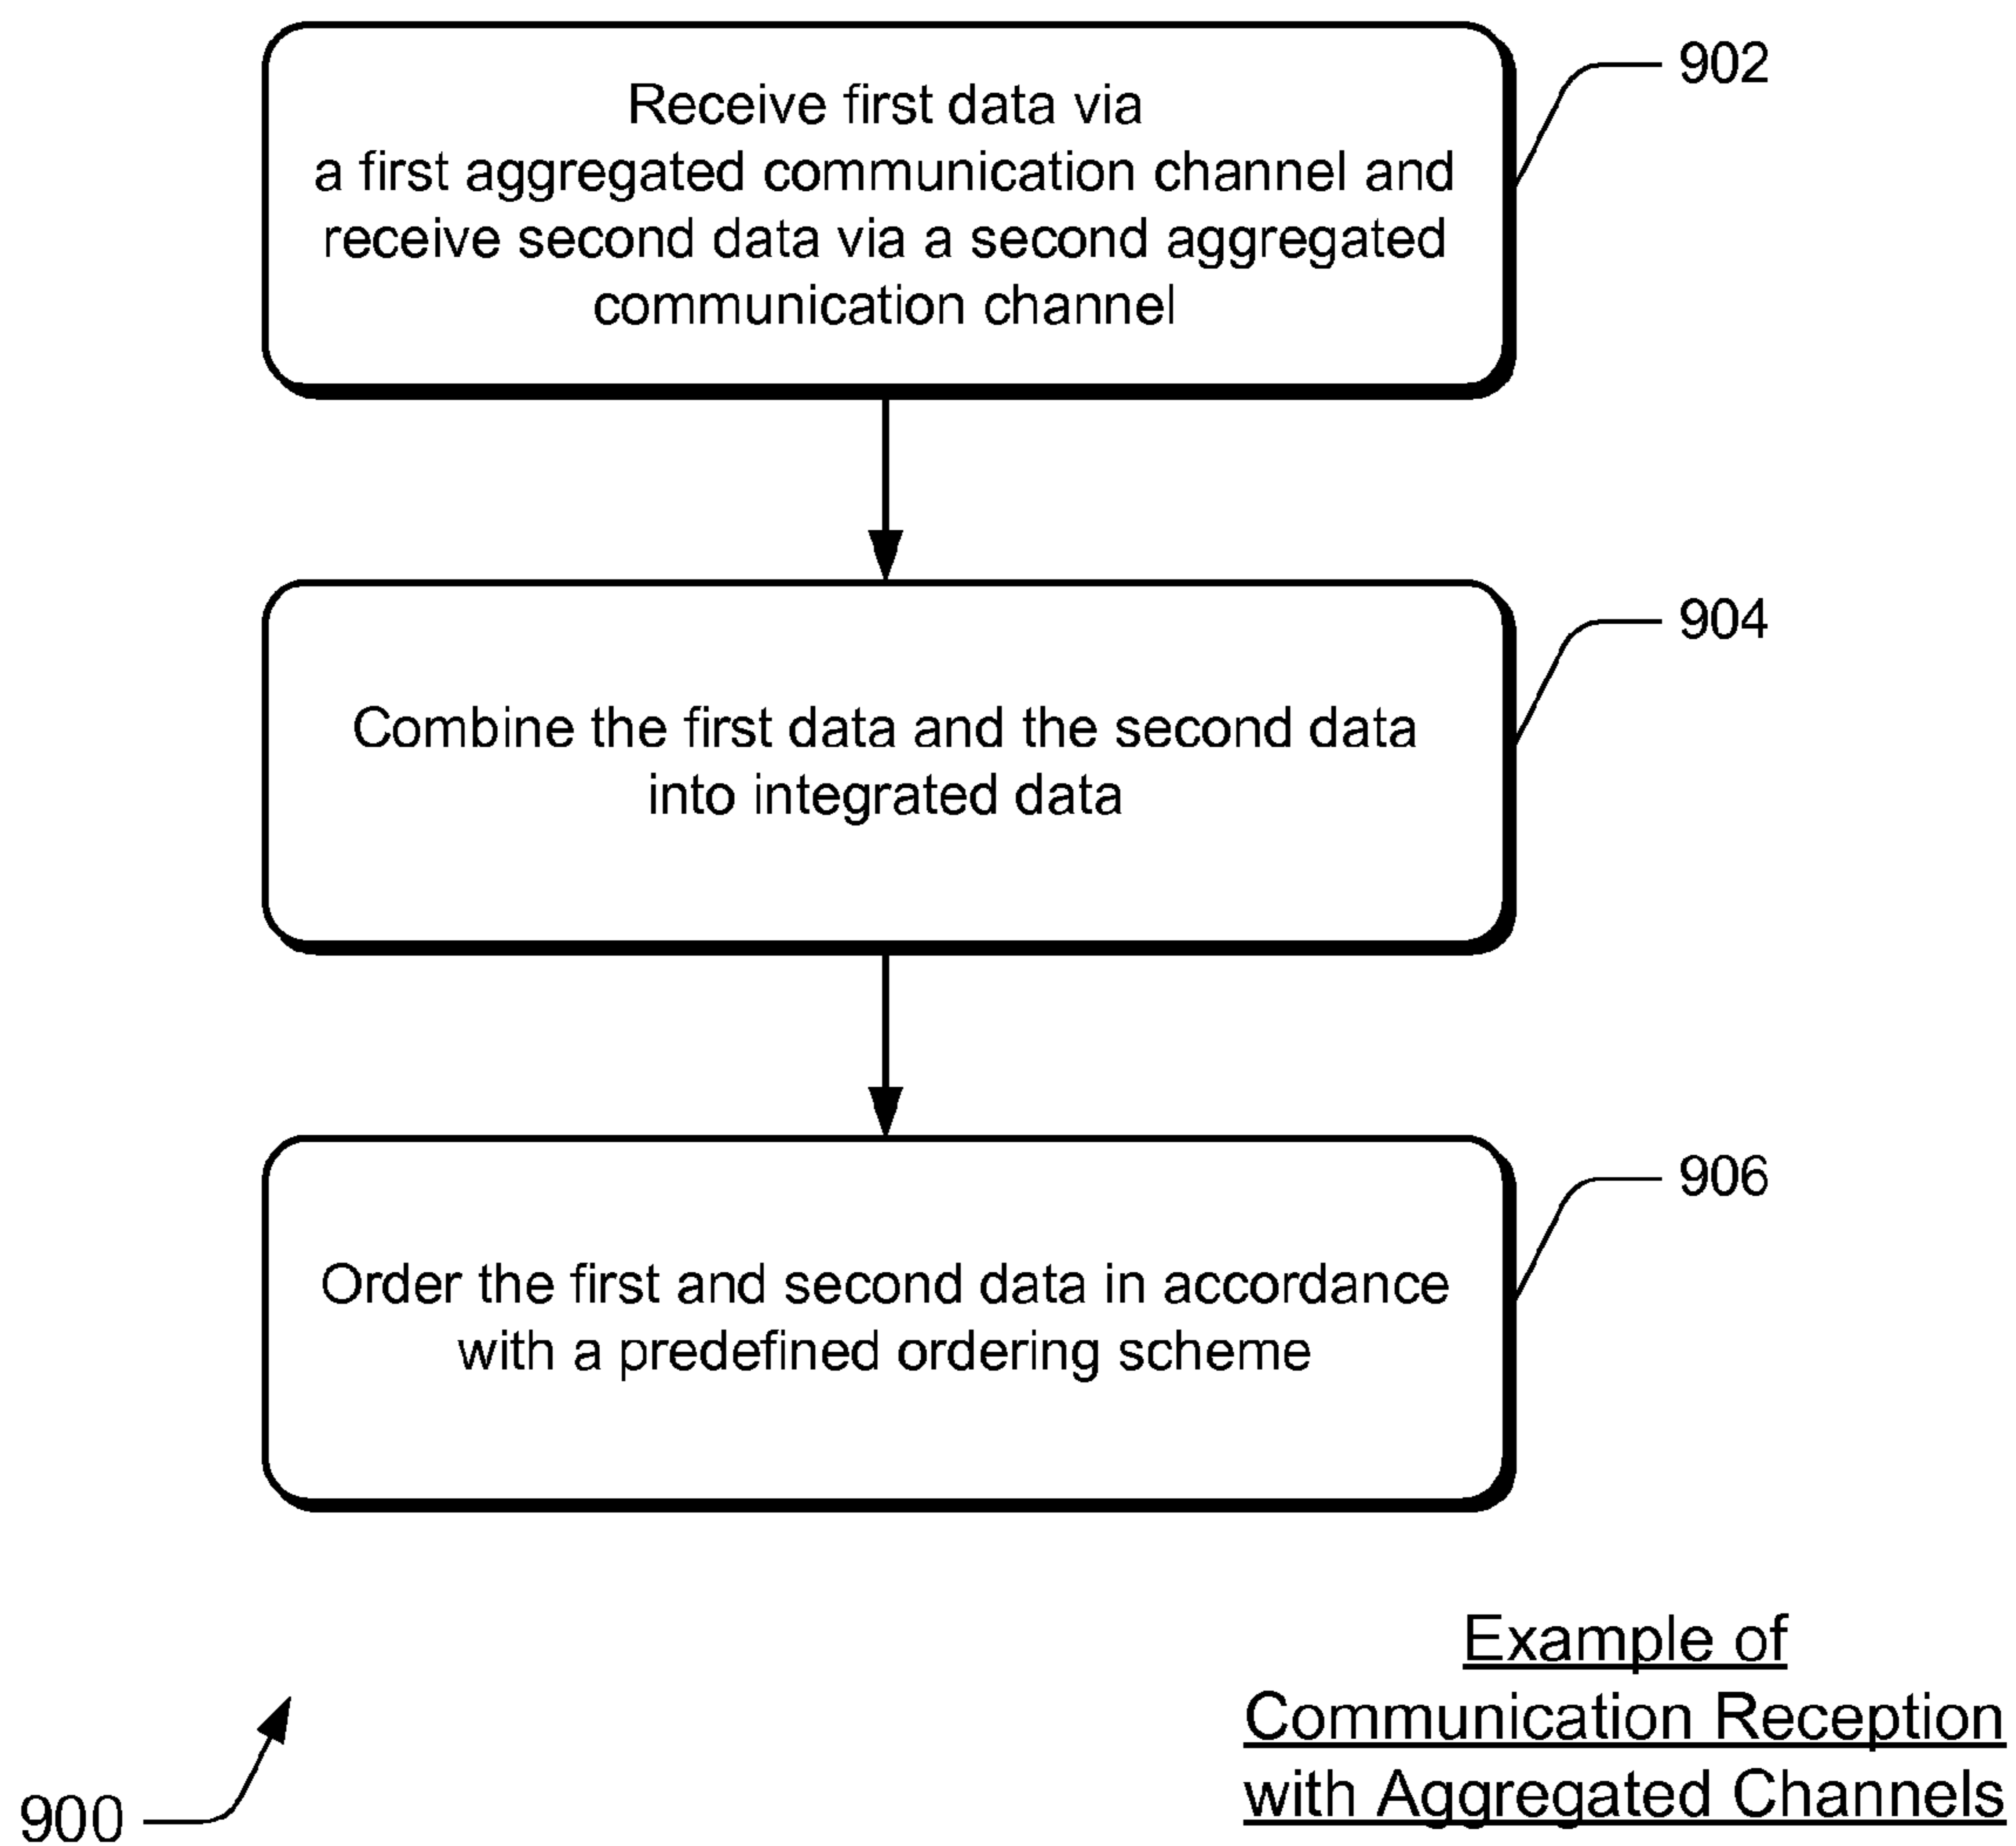 Receive first data via
a first aggregated communication channel and
receive second data via a second aggregated
communication channel
902
Combine the first data and the second data
into integrated data
904
Order the first and second data in accordance
with a predefined ordering scheme
906
Example of
Communication Reception
with Aggregated Channels
900